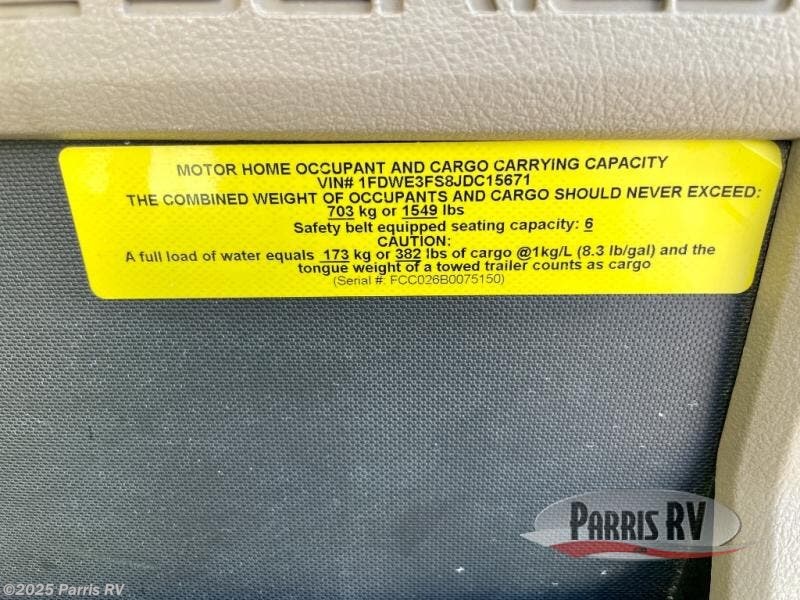 MOTOR HOME OCCUPANT AND CARGO CARRYING CAPACITY
VIN# 1FDWE3FS8JDC15671
THE COMBINED WEIGHT OF OCCUPANTS AND CARGO SHOULD NEVER EXCEED:
703 kg or 1549 lbs
Safety belt equipped seating capacity: 6
CAUTION:
A full load of water equals 173 kg or 382 lbs of cargo @1kg/L (8.3 lb/gal) and the
tongue weight of a towed trailer counts as cargo
(Serial #: FCC026B0075150)
PARRIS RV
©2025 Parris RV